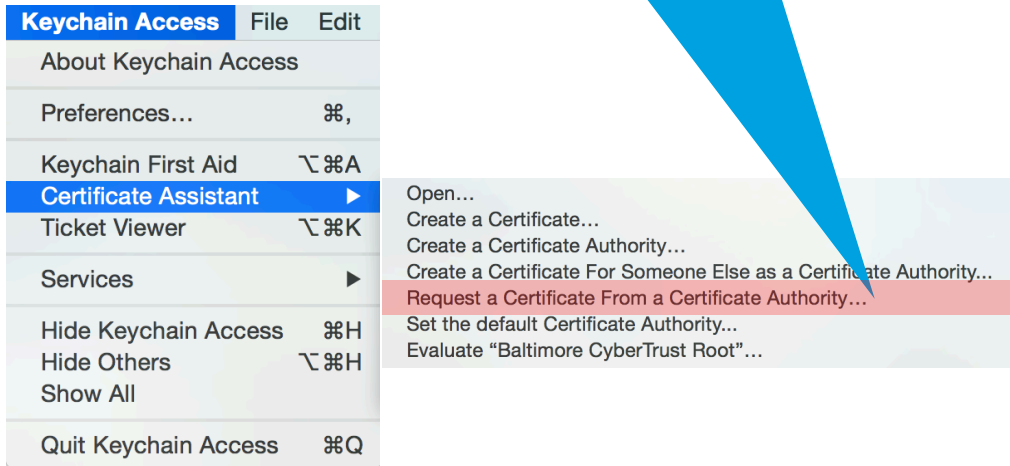 Keychain Access File Edit
About Keychain Access
Preferences… ⌘,
Keychain First Aid ⌥⌘A
Certificate Assistant ▶
Ticket Viewer ⌥⌘K
Services ▶
Hide Keychain Access ⌘H
Hide Others ⌥⌘H
Show All
Quit Keychain Access ⌘Q
Open…
Create a Certificate…
Create a Certificate Authority…
Create a Certificate For Someone Else as a Certificate Authority...
Request a Certificate From a Certificate Authority…
Set the default Certificate Authority...
Evaluate “Baltimore CyberTrust Root”…